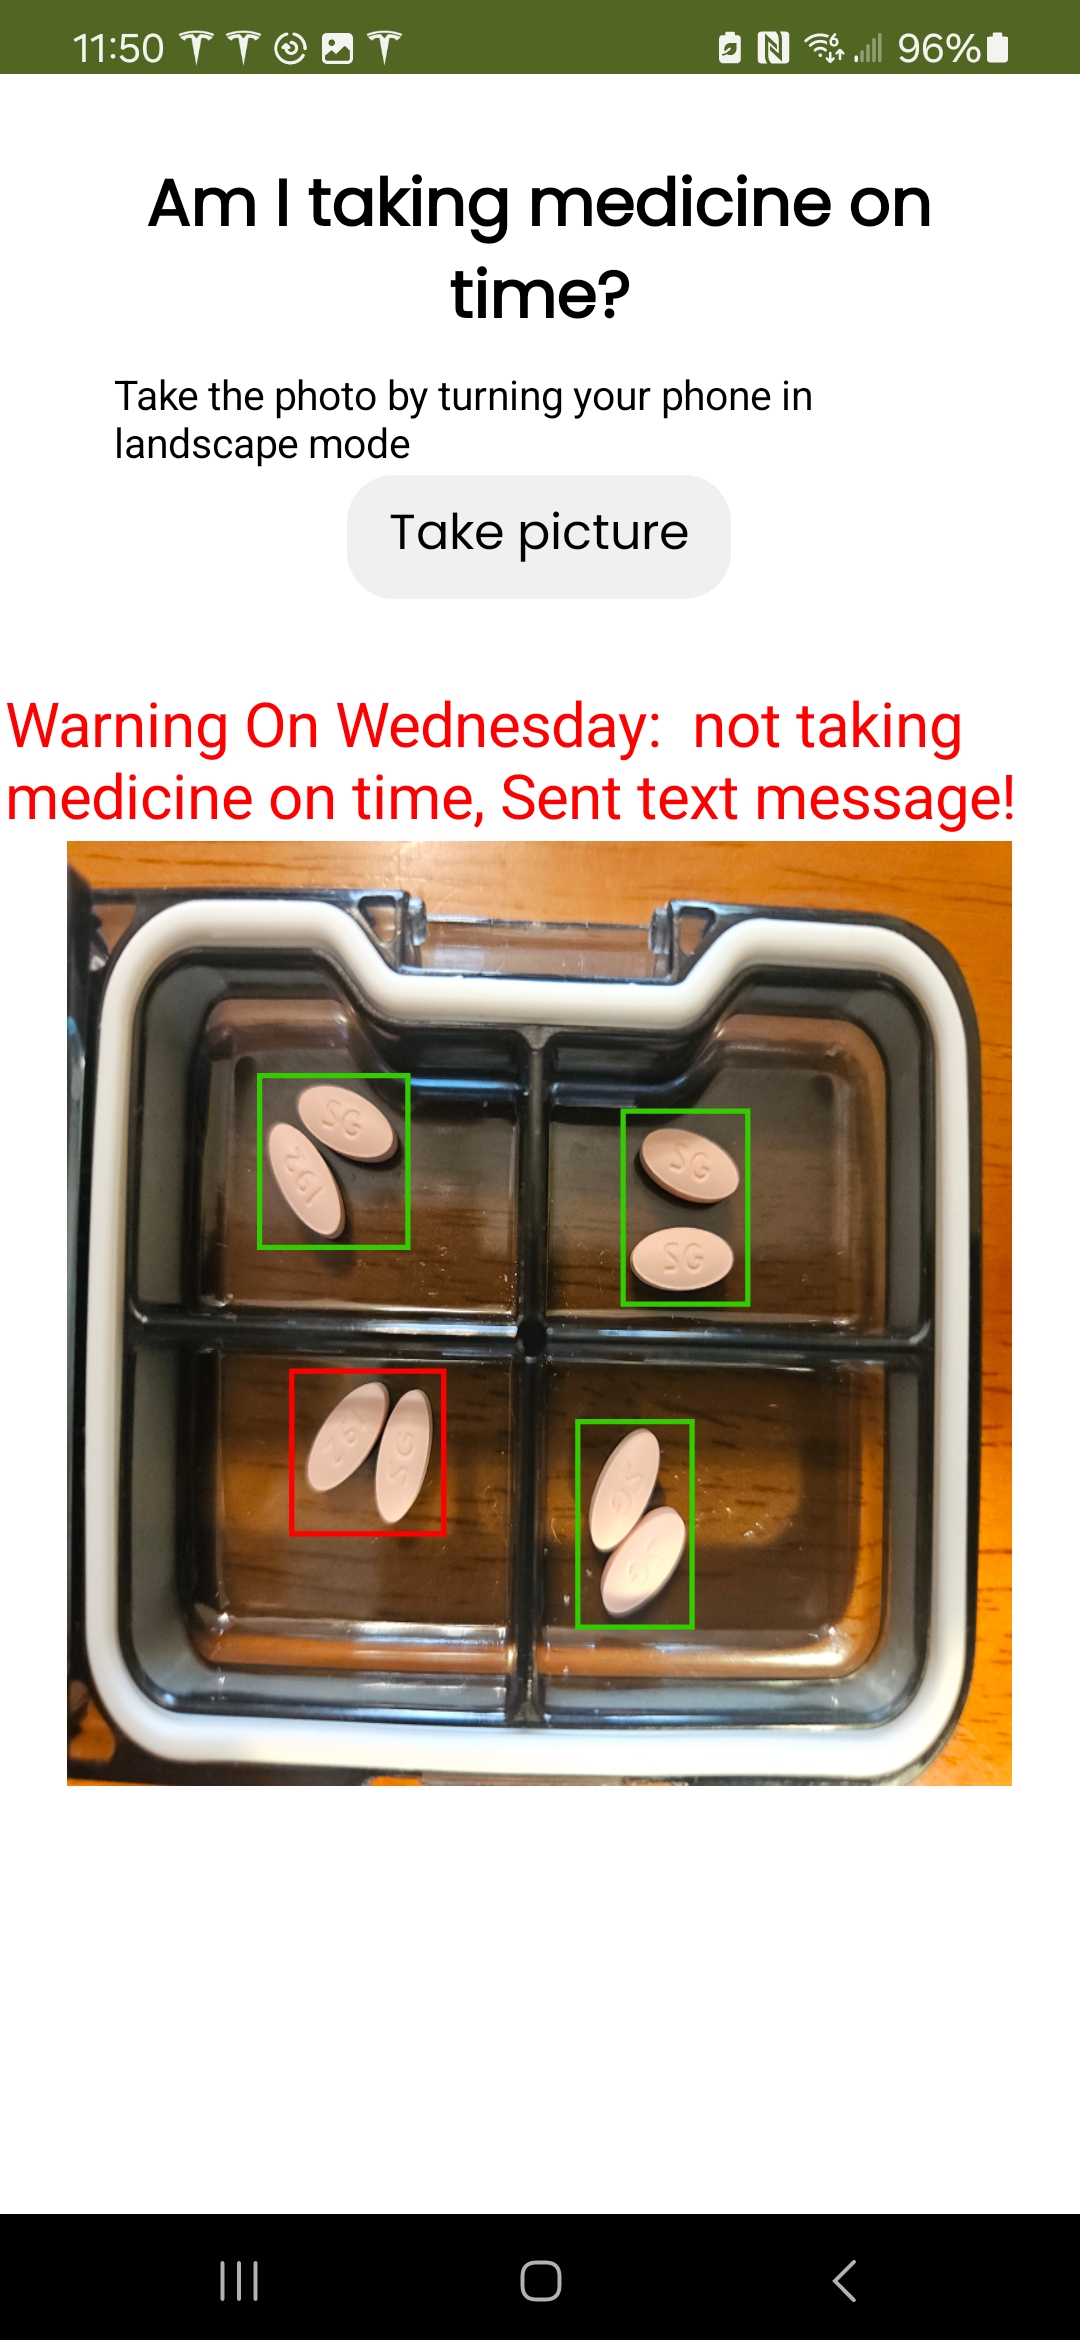 11:50
96%
Am I taking medicine on
time?
Take the photo by turning your phone in
landscape mode
Take picture
Warning On Wednesday:  not taking
medicine on time, Sent text message!
SG
192
SG
SG
192
SG
SG
SG